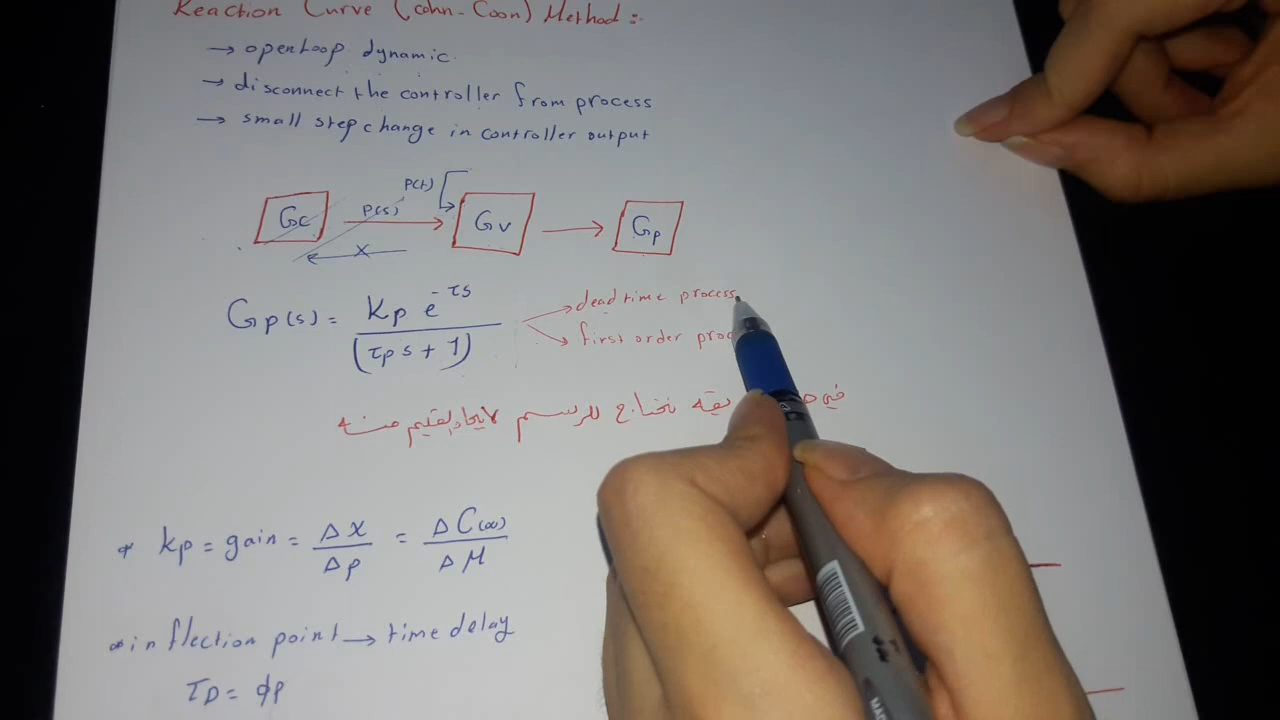 Reaction Curve (Cohn-Coon) Method:-
→ openloop dynamic.
→ disconnect the controller from process
→ small step change in controller output
P(t)
Gc P(s) Gv → Gp
X
Gp(s) = kp e^-τs / (τp s + 1)
dead time process
first order
نحتاج للرسم لايجاد القيم منه
* kp = gain = Δx/Δp = ΔC(∞)/ΔM
* inflection point → time delay
τD = φp